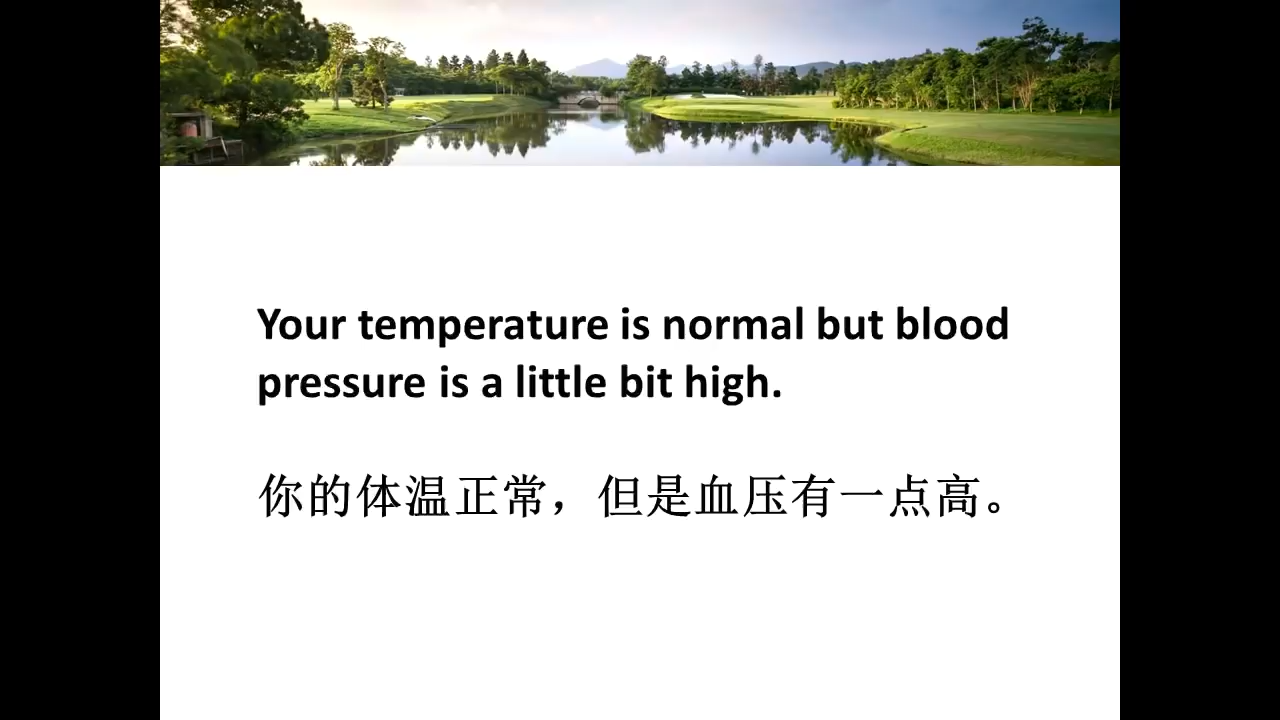 Your temperature is normal but blood
pressure is a little bit high.
你的体温正常，但是血压有一点高。